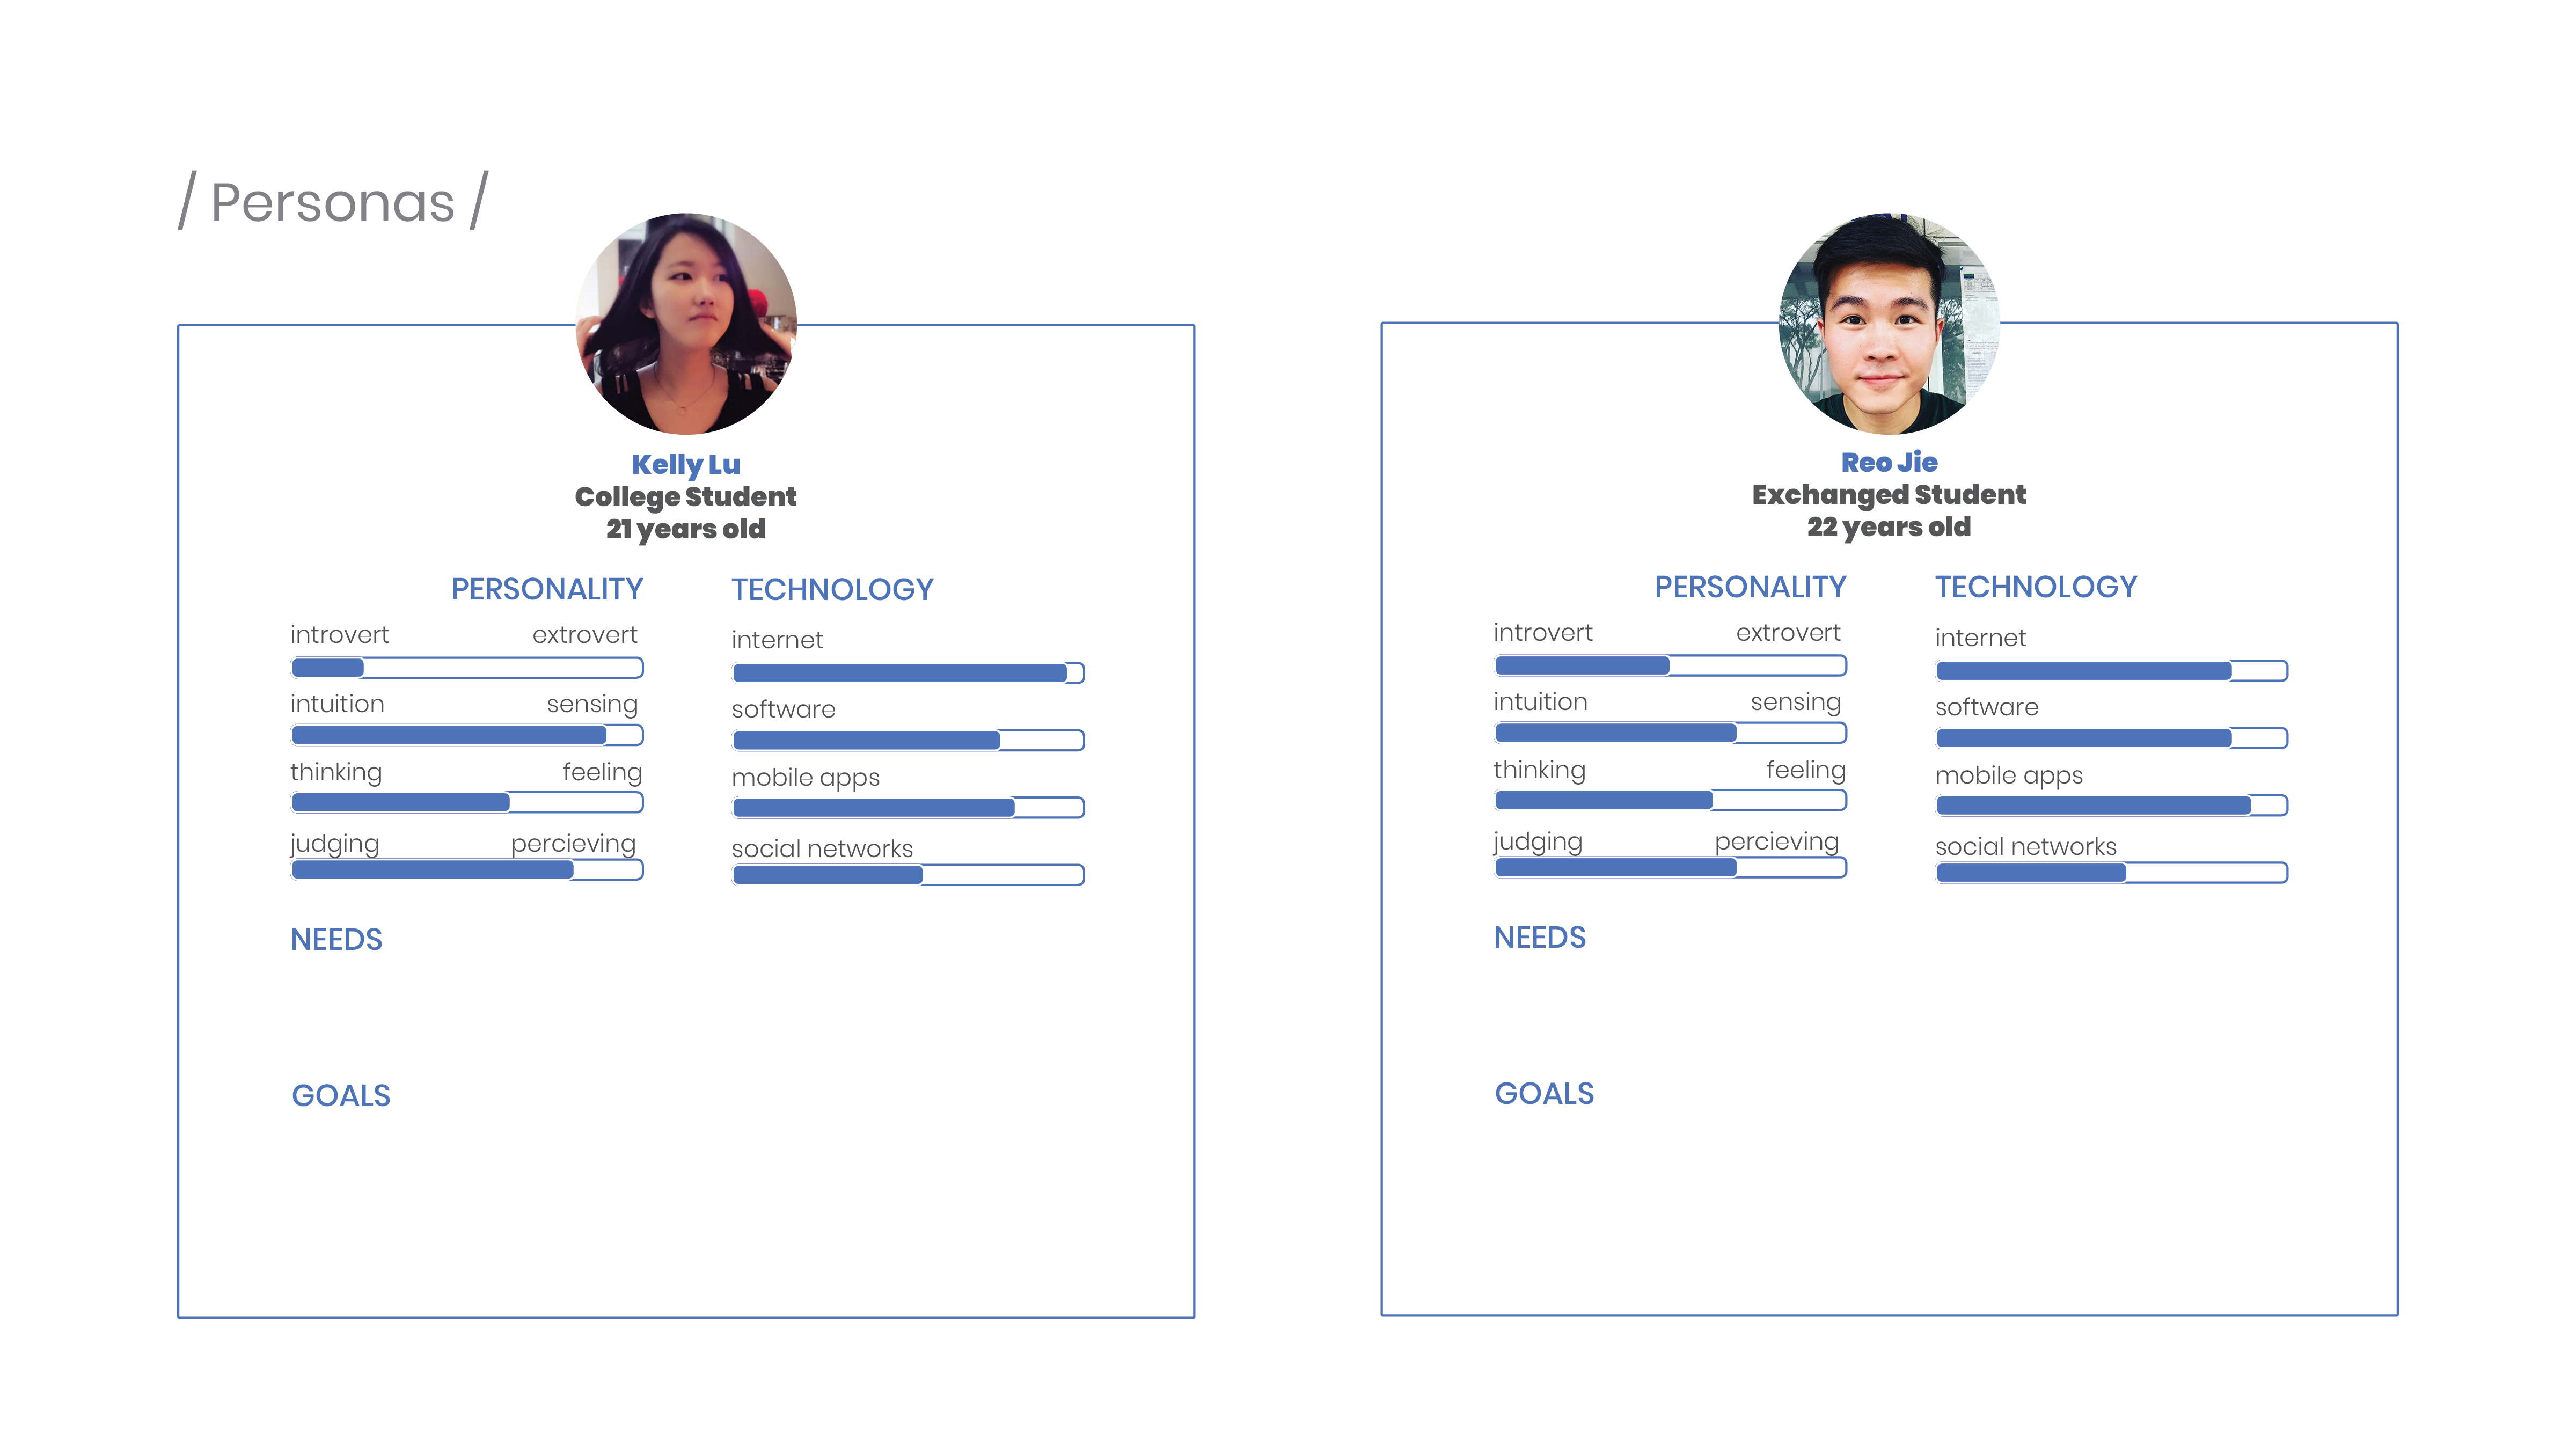 / Personas /
Kelly Lu
College Student
21 years old
PERSONALITY
introvert extrovert
intuition sensing
thinking feeling
judging percieving
TECHNOLOGY
internet
software
mobile apps
social networks
NEEDS
GOALS
Reo Jie
Exchanged Student
22 years old
PERSONALITY
introvert extrovert
intuition sensing
thinking feeling
judging percieving
TECHNOLOGY
internet
software
mobile apps
social networks
NEEDS
GOALS